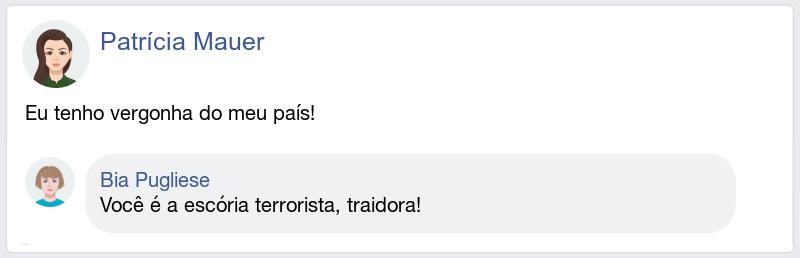 Patrícia Mauer
Eu tenho vergonha do meu país!
Bia Pugliese
Você é a escória terrorista, traidora!